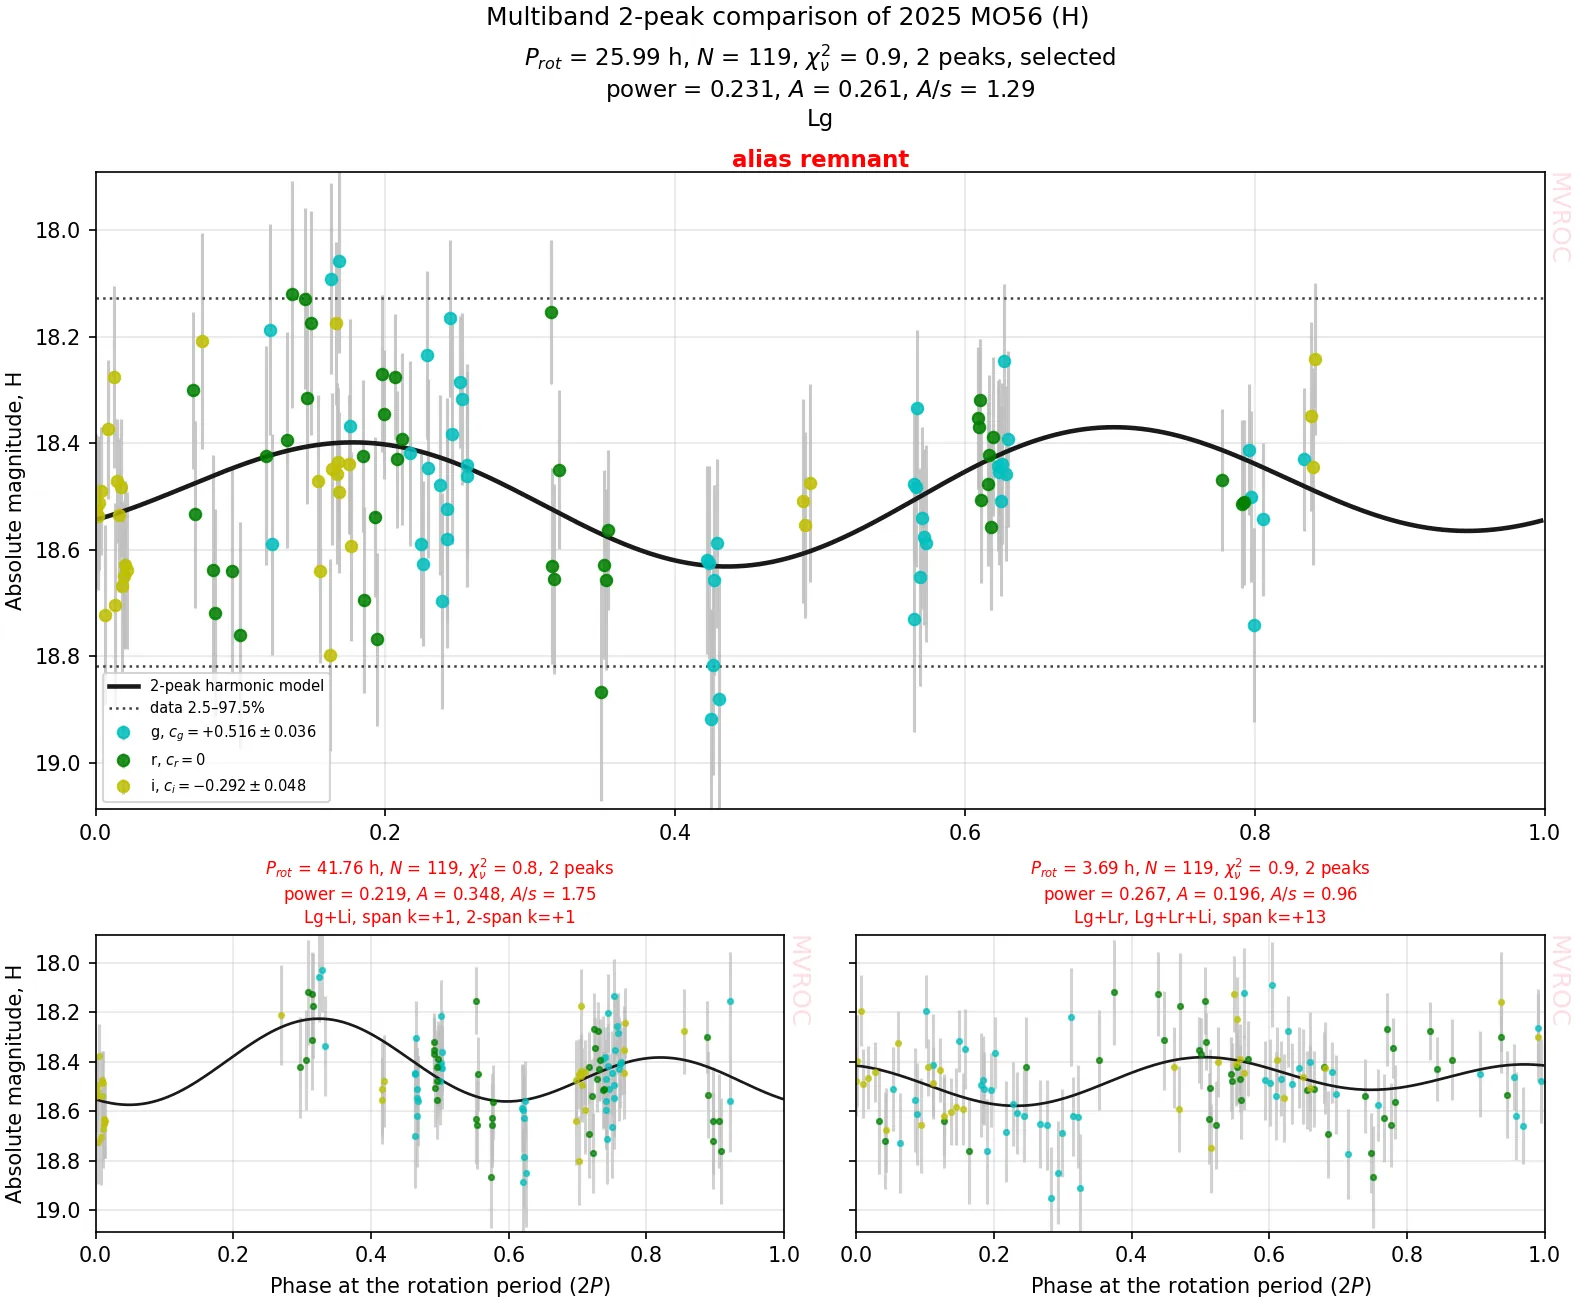 Multiband 2-peak comparison of 2025 MO56 (H)
P_rot = 25.99 h, N = 119, χ²_ν = 0.9, 2 peaks, selected
power = 0.231, A = 0.261, A/s = 1.29
Lg
alias remnant
MVROC
Absolute magnitude, H
18.0
18.2
18.4
18.6
18.8
19.0
2-peak harmonic model
data 2.5–97.5%
g, c_g = +0.516 ± 0.036
r, c_r = 0
i, c_i = −0.292 ± 0.048
0.0 0.2 0.4 0.6 0.8 1.0
P_rot = 41.76 h, N = 119, χ²_ν = 0.8, 2 peaks
power = 0.219, A = 0.348, A/s = 1.75
Lg+Li, span k=+1, 2-span k=+1
MVROC
Absolute magnitude, H
18.0
18.2
18.4
18.6
18.8
19.0
0.0 0.2 0.4 0.6 0.8 1.0
Phase at the rotation period (2P)
P_rot = 3.69 h, N = 119, χ²_ν = 0.9, 2 peaks
power = 0.267, A = 0.196, A/s = 0.96
Lg+Lr, Lg+Lr+Li, span k=+13
MVROC
0.0 0.2 0.4 0.6 0.8 1.0
Phase at the rotation period (2P)